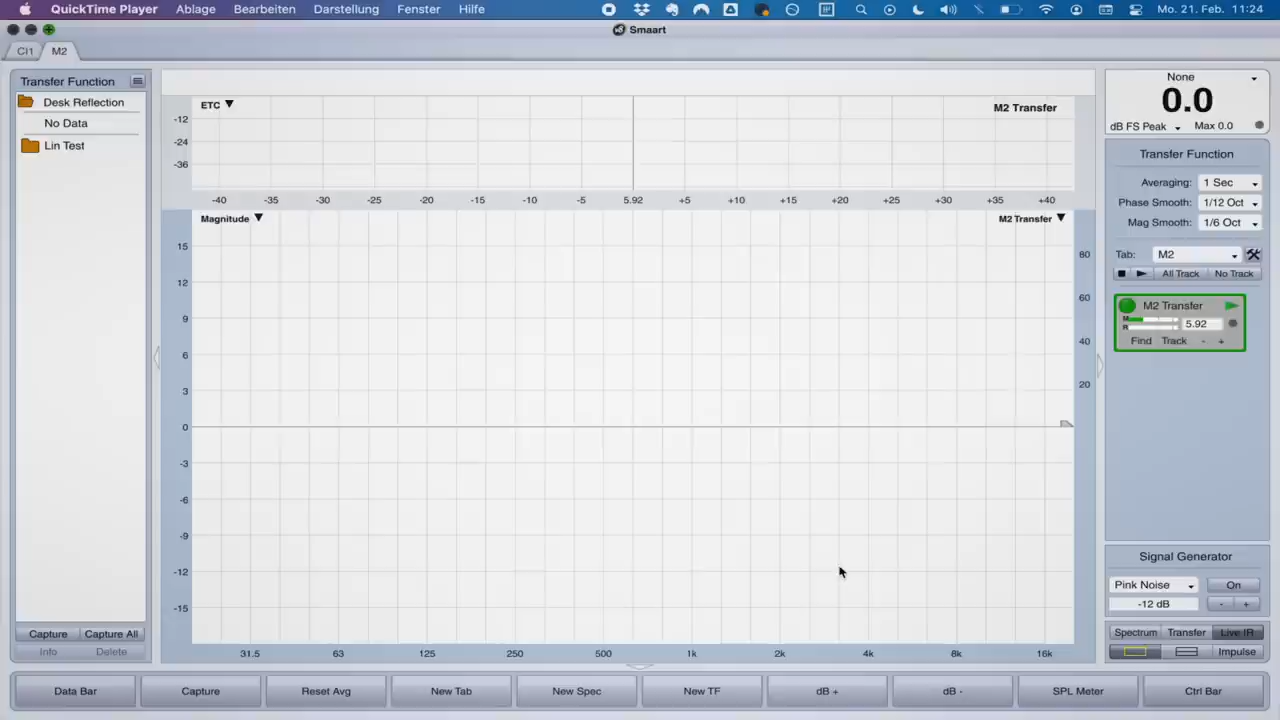 QuickTime Player Ablage Bearbeiten Darstellung Fenster Hilfe Mo. 21. Feb. 11:24
Smaart
CI1 M2
Transfer Function
Desk Reflection
No Data
Lin Test
Capture Capture All
Info Delete
ETC M2 Transfer
-12
-24
-36
-40 -35 -30 -25 -20 -15 -10 -5 5.92 +5 +10 +15 +20 +25 +30 +35 +40
Magnitude M2 Transfer
15
12
9
6
3
0
-3
-6
-9
-12
-15
80
60
40
20
31.5 63 125 250 500 1k 2k 4k 8k 16k
None
0.0
dB FS Peak Max 0.0
Transfer Function
Averaging: 1 Sec
Phase Smooth: 1/12 Oct
Mag Smooth: 1/6 Oct
Tab: M2
All Track No Track
M2 Transfer
M
R
5.92
Find Track - +
Signal Generator
Pink Noise On
-12 dB - +
Spectrum Transfer Live IR
Impulse
Data Bar Capture Reset Avg New Tab New Spec New TF dB + dB - SPL Meter Ctrl Bar